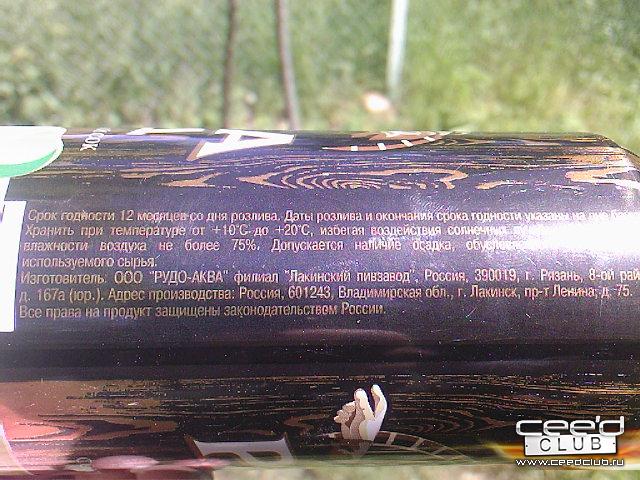 Срок годности 12 месяцев со дня розлива. Даты розлива и окончания срока годности указаны на дне
Хранить при температуре от +10°С до +20°С, избегая воздействия солнечных
влажности воздуха не более 75%. Допускается наличие осадка,
используемого сырья.
Изготовитель: ООО "РУДО-АКВА" филиал "Лакинский пивзавод", Россия, 390019, г. Рязань, 8-ой рай
д. 167а (юр.). Адрес производства: Россия, 601243, Владимирская обл., г. Лакинск, пр-т Ленина, д. 75.
Все права на продукт защищены законодательством России.
cee'd
CLUB
www.ceedclub.ru